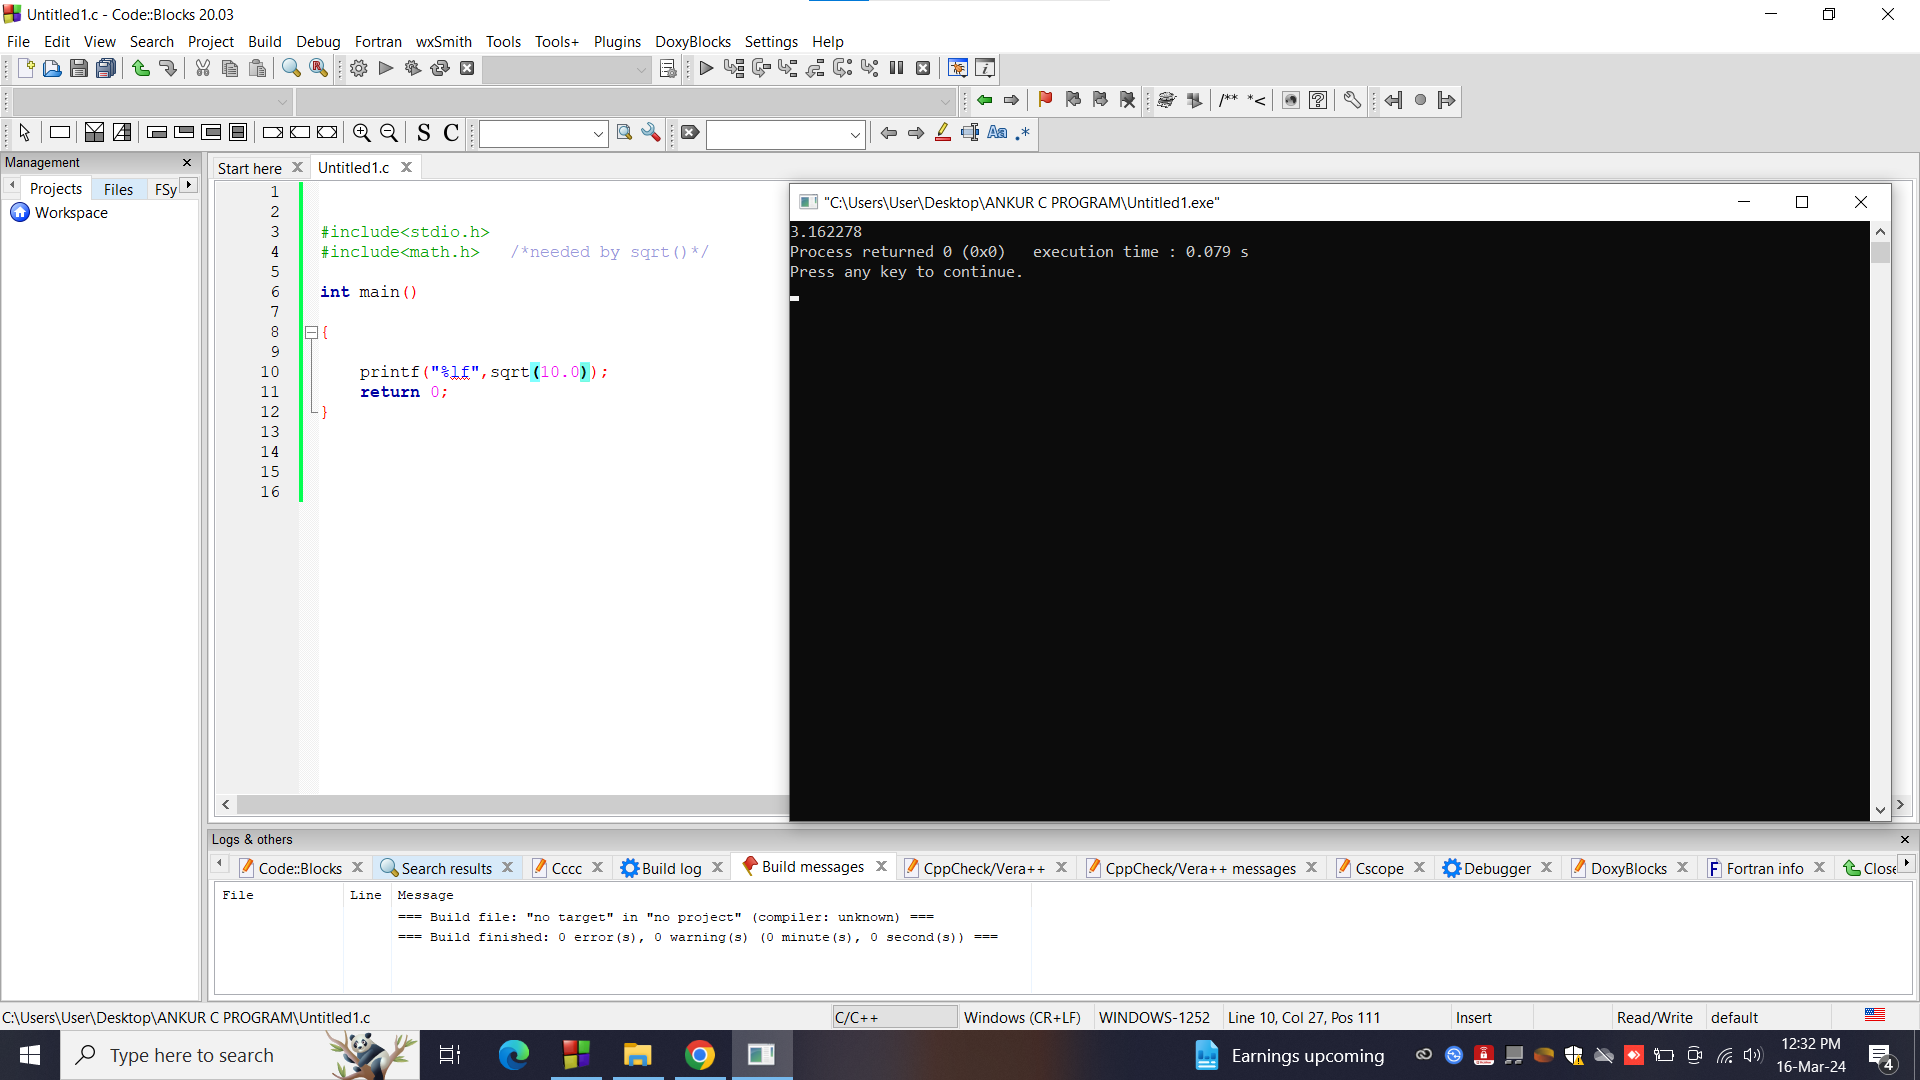 Untitled1.c - Code::Blocks 20.03
File Edit View Search Project Build Debug Fortran wxSmith Tools Tools+ Plugins DoxyBlocks Settings Help
/** *<
S C
Aa .*
Management
Projects Files FSy
Workspace
Start here Untitled1.c
1
2
3 #include<stdio.h>
4 #include<math.h> /*needed by sqrt()*/
5
6 int main()
7
8 {
9
10 printf("%lf",sqrt(10.0));
11 return 0;
12 }
13
14
15
16
"C:\Users\User\Desktop\ANKUR C PROGRAM\Untitled1.exe"
3.162278
Process returned 0 (0x0) execution time : 0.079 s
Press any key to continue.
Logs & others
Code::Blocks Search results Cccc Build log Build messages CppCheck/Vera++ CppCheck/Vera++ messages Cscope Debugger DoxyBlocks Fortran info Close
File Line Message
=== Build file: "no target" in "no project" (compiler: unknown) ===
=== Build finished: 0 error(s), 0 warning(s) (0 minute(s), 0 second(s)) ===
C:\Users\User\Desktop\ANKUR C PROGRAM\Untitled1.c C/C++ Windows (CR+LF) WINDOWS-1252 Line 10, Col 27, Pos 111 Insert Read/Write default
Type here to search
Earnings upcoming
12:32 PM
16-Mar-24
4